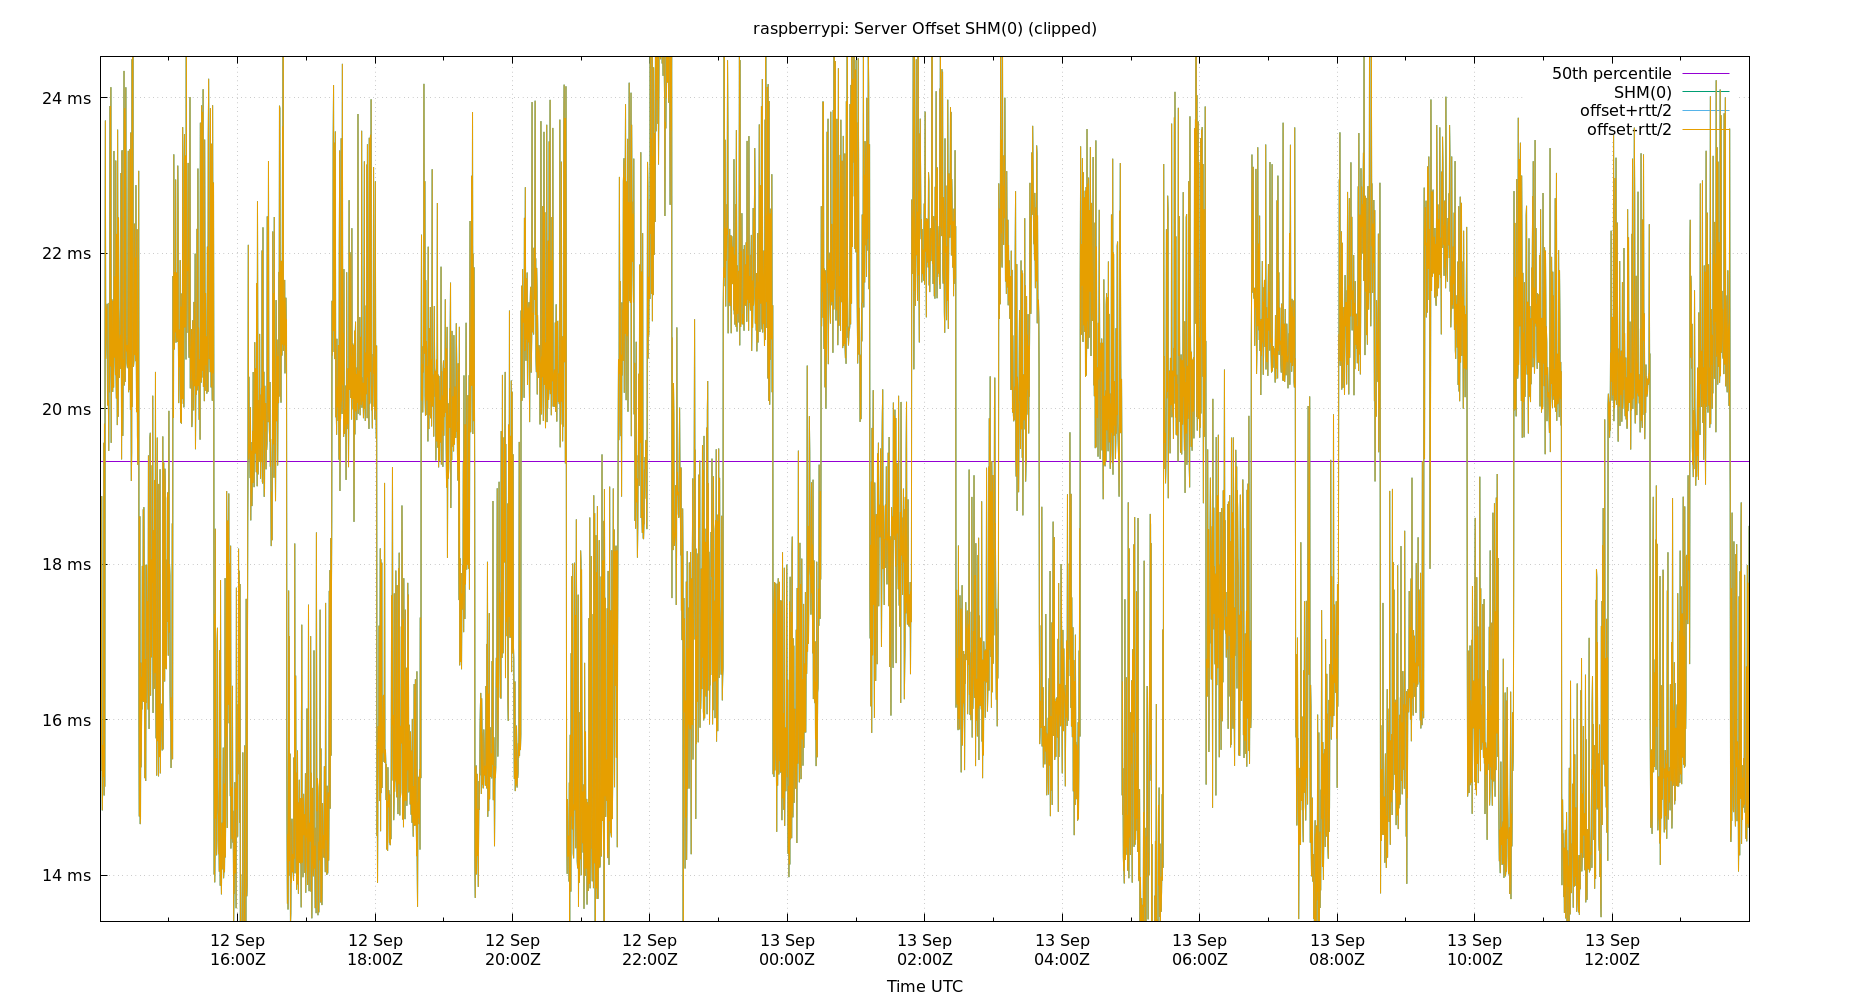 raspberrypi: Server Offset SHM(0) (clipped)
50th percentile
SHM(0)
offset+rtt/2
offset-rtt/2
24 ms
22 ms
20 ms
18 ms
16 ms
14 ms
12 Sep 12 Sep 12 Sep 12 Sep 13 Sep 13 Sep 13 Sep 13 Sep 13 Sep 13 Sep 13 Sep
16:00Z 18:00Z 20:00Z 22:00Z 00:00Z 02:00Z 04:00Z 06:00Z 08:00Z 10:00Z 12:00Z
Time UTC